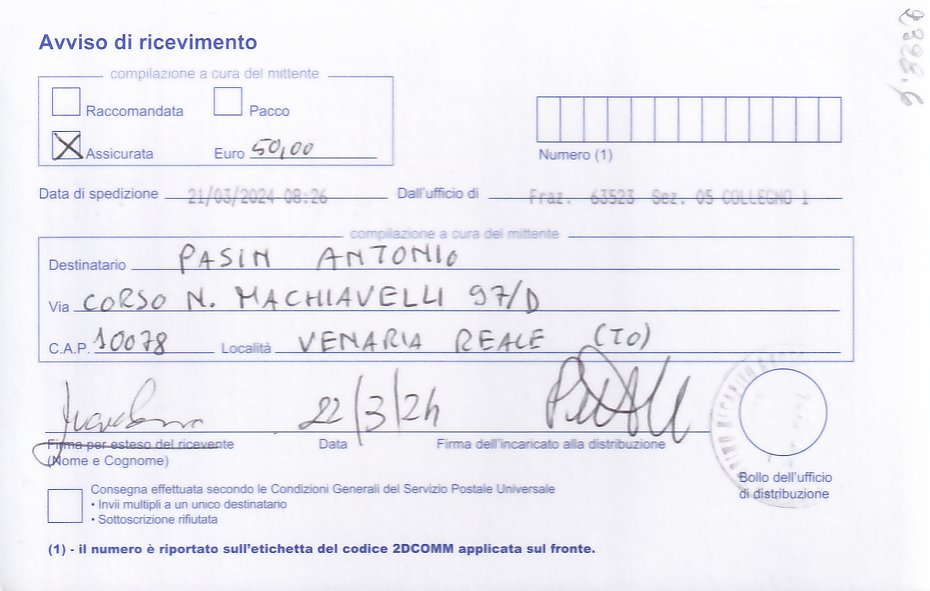 Avviso di ricevimento
compilazione a cura del mittente
Raccomandata Pacco
Assicurata Euro 50,00
Numero (1)
Data di spedizione 21/03/2024 08:26 Dall'ufficio di Fraz. 63523 Sez. 05 COLLEGNO 1
compilazione a cura del mittente
Destinatario PASIN ANTONIO
Via CORSO N. MACHIAVELLI 97/D
C.A.P. 10078 Località VENARIA REALE (TO)
22/3/24
Firma per esteso del ricevente Data Firma dell'incaricato alla distribuzione
(Nome e Cognome)
Bollo dell'ufficio
di distribuzione
Consegna effettuata secondo le Condizioni Generali del Servizio Postale Universale
• Invii multipli a un unico destinatario
• Sottoscrizione rifiutata
(1) - il numero è riportato sull'etichetta del codice 2DCOMM applicata sul fronte.